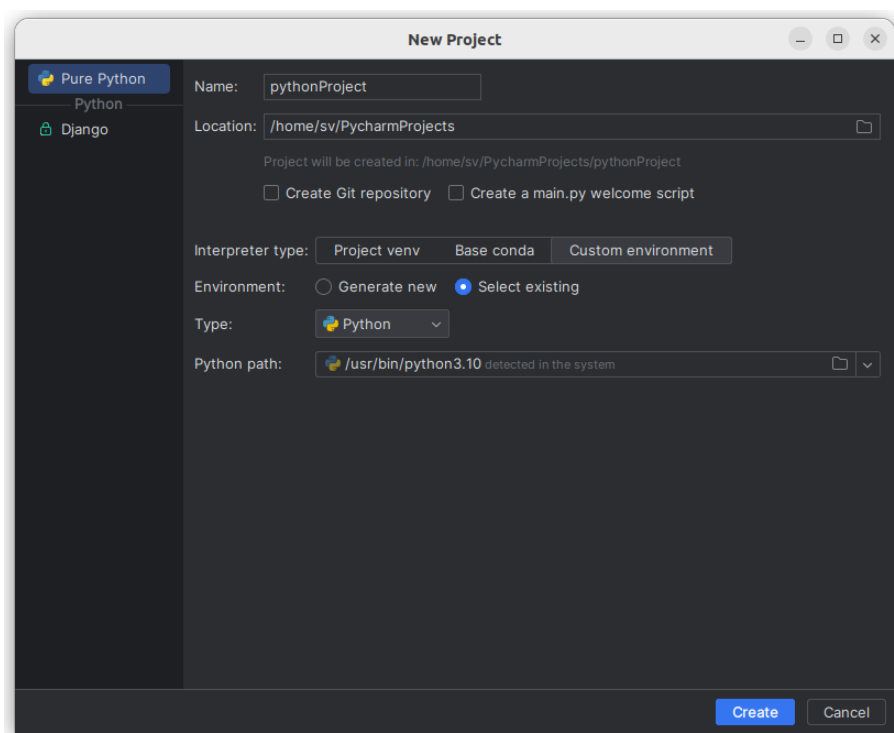 New Project
Pure Python
Python
Django
Name: pythonProject
Location: /home/sv/PycharmProjects
Project will be created in: /home/sv/PycharmProjects/pythonProject
Create Git repository Create a main.py welcome script
Interpreter type: Project venv Base conda Custom environment
Environment: Generate new Select existing
Type: Python
Python path: /usr/bin/python3.10 detected in the system
Create Cancel